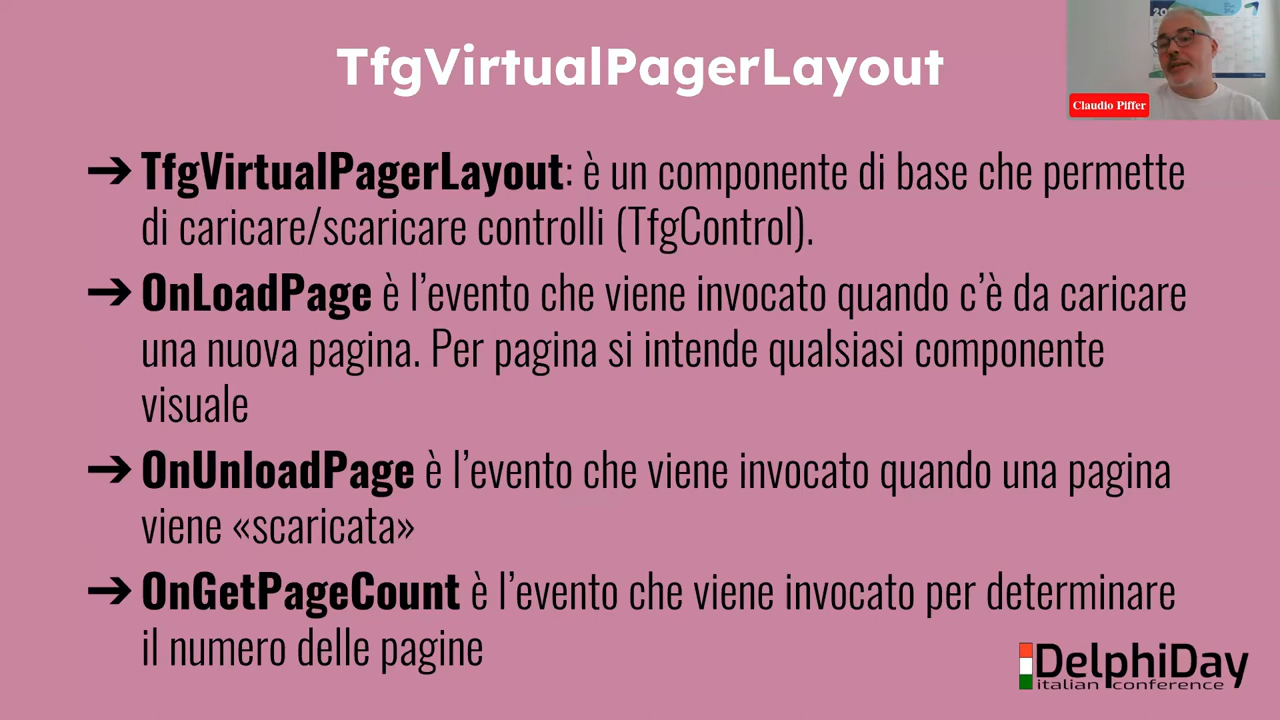 TfgVirtualPagerLayout
Claudio Piffer
➔ TfgVirtualPagerLayout: è un componente di base che permette
di caricare/scaricare controlli (TfgControl).
➔ OnLoadPage è l’evento che viene invocato quando c’è da caricare
una nuova pagina. Per pagina si intende qualsiasi componente
visuale
➔ OnUnloadPage è l’evento che viene invocato quando una pagina
viene «scaricata»
➔ OnGetPageCount è l’evento che viene invocato per determinare
il numero delle pagine
DelphiDay
italian conference